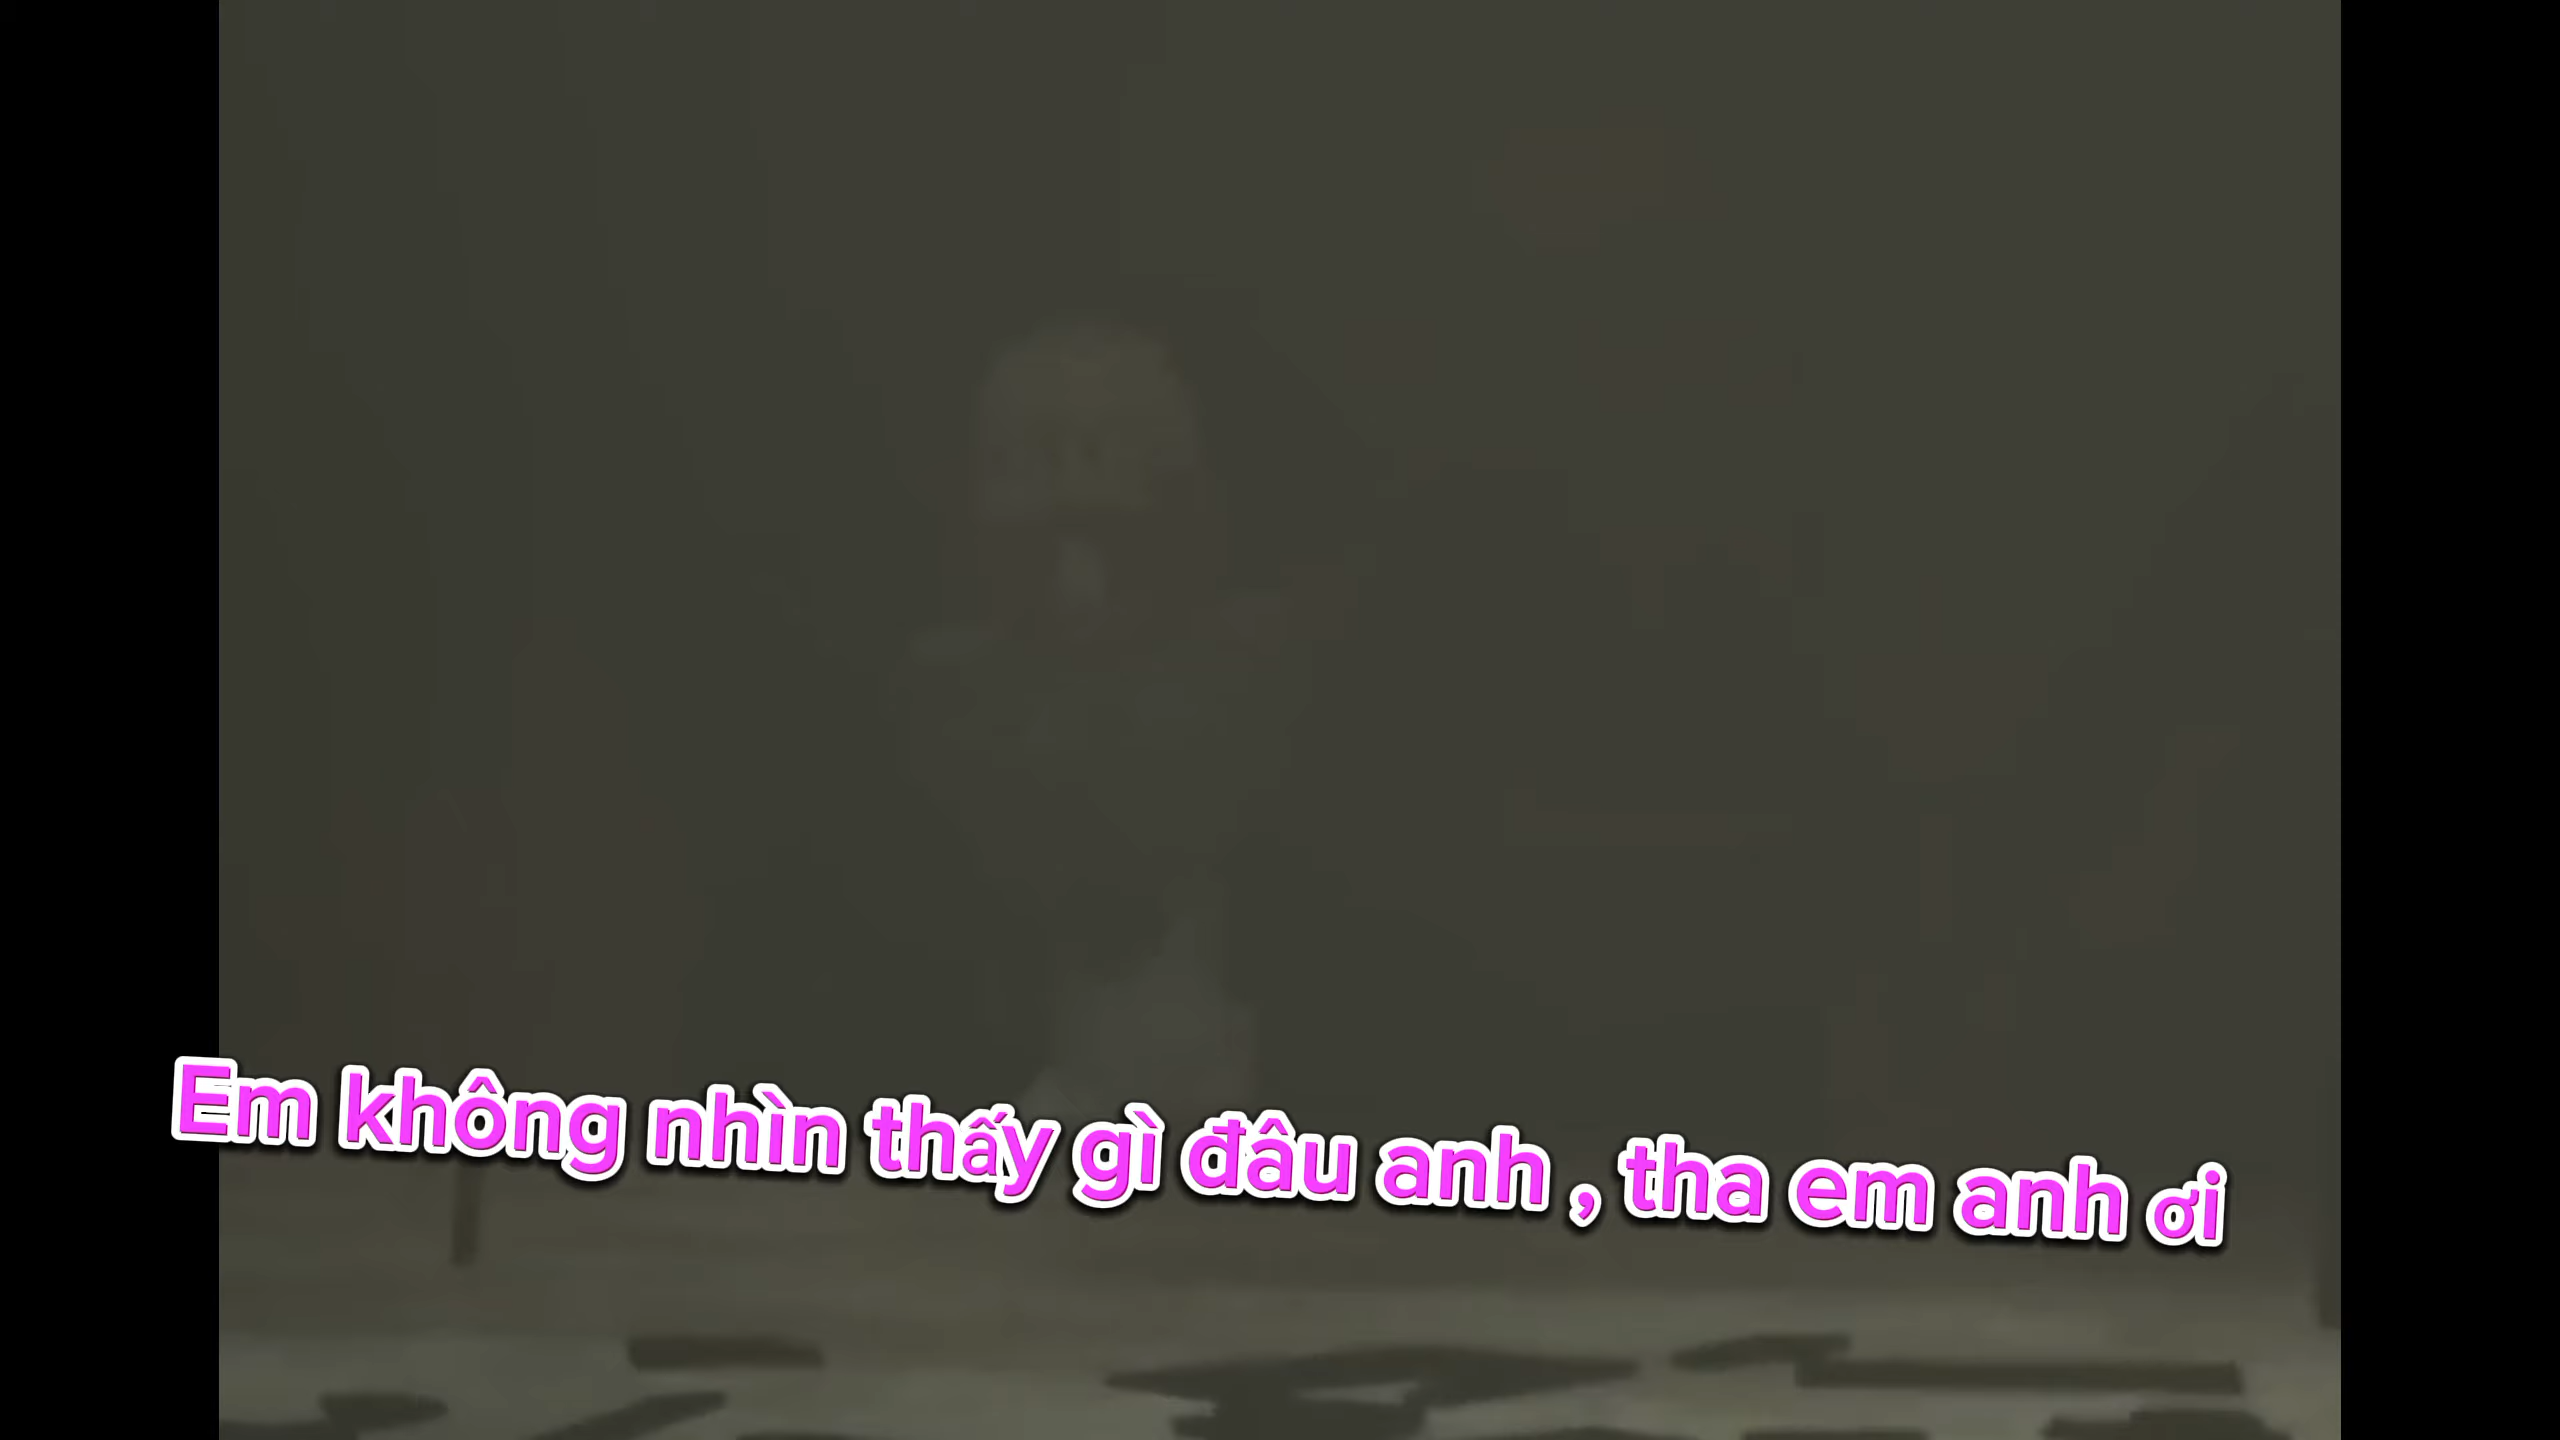 Em không nhìn thấy gì đâu anh , tha em anh ơi